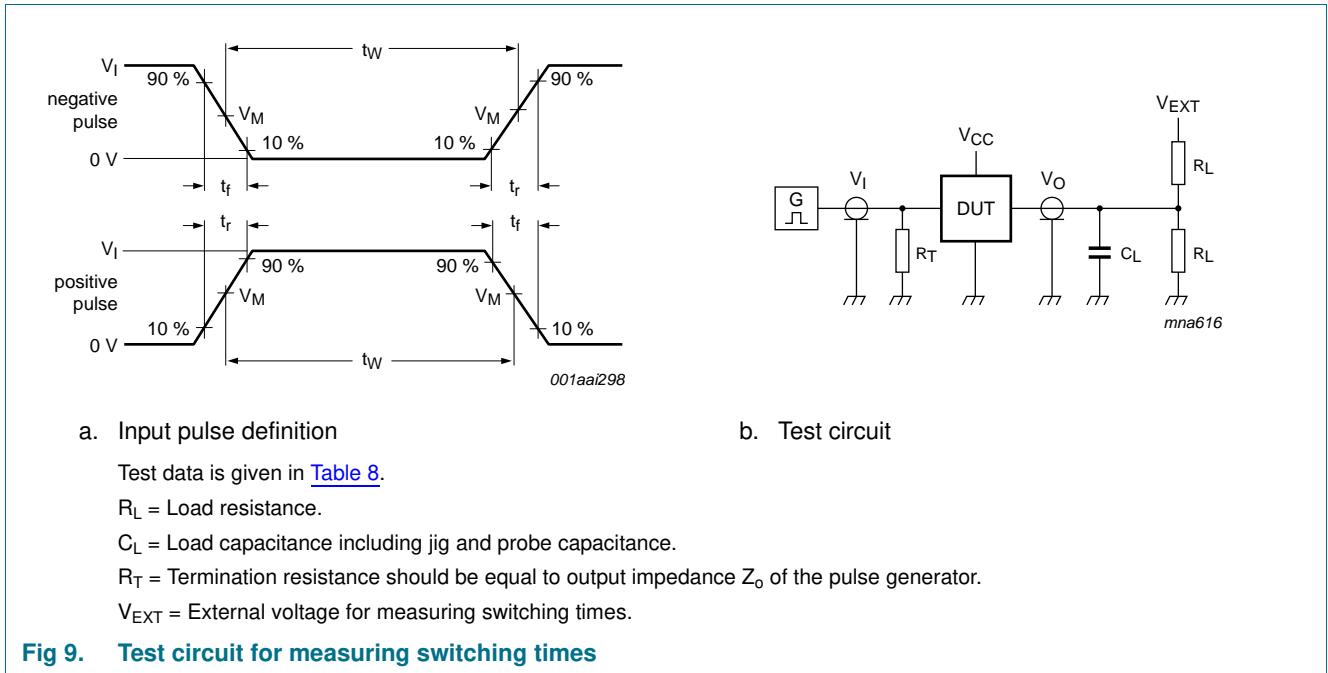 tW
VI
90 %
90 %
negative
pulse
VM
VM
10 %
10 %
0 V
tf
tr
tr
tf
VI
90 %
90 %
positive
pulse
VM
VM
10 %
10 %
0 V
tW
001aai298
VEXT
RL
VCC
VI
VO
G
DUT
RT
CL
RL
mna616
a. Input pulse definition
b. Test circuit
Test data is given in Table 8.
RL = Load resistance.
CL = Load capacitance including jig and probe capacitance.
RT = Termination resistance should be equal to output impedance Zo of the pulse generator.
VEXT = External voltage for measuring switching times.
Fig 9. Test circuit for measuring switching times